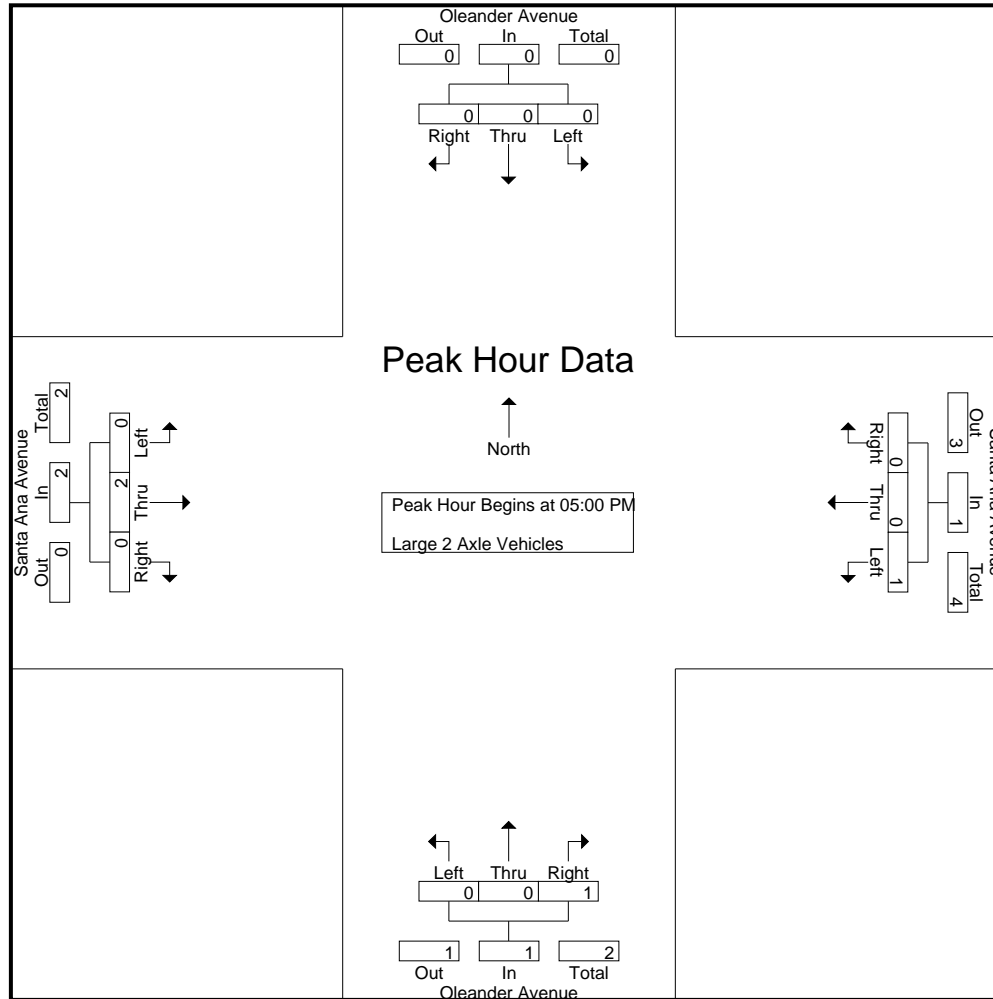 Oleander Avenue
Out In Total
0 0 0
0 0 0
Right Thru Left
Peak Hour Data
North
Peak Hour Begins at 05:00 PM
Large 2 Axle Vehicles
Santa Ana Avenue
Total In Out
2 2 0
0 2 0
Left Thru Right
Right Thru Left
0 0 1
Out In Total
3 1 4
Left Thru Right
0 0 1
1 1 2
Out In Total
Oleander Avenue